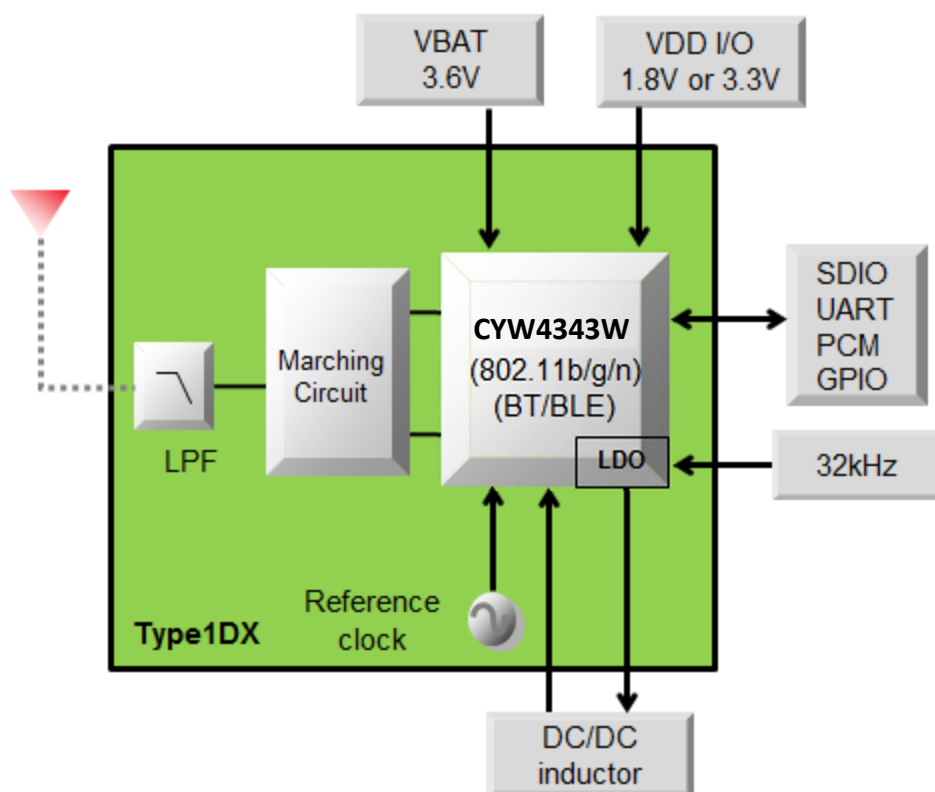 VBAT
3.6V
VDD I/O
1.8V or 3.3V
CYW4343W
(802.11b/g/n)
(BT/BLE)
LDO
SDIO
UART
PCM
GPIO
Marching
Circuit
LPF
32kHz
Reference
clock
Type1DX
DC/DC
inductor